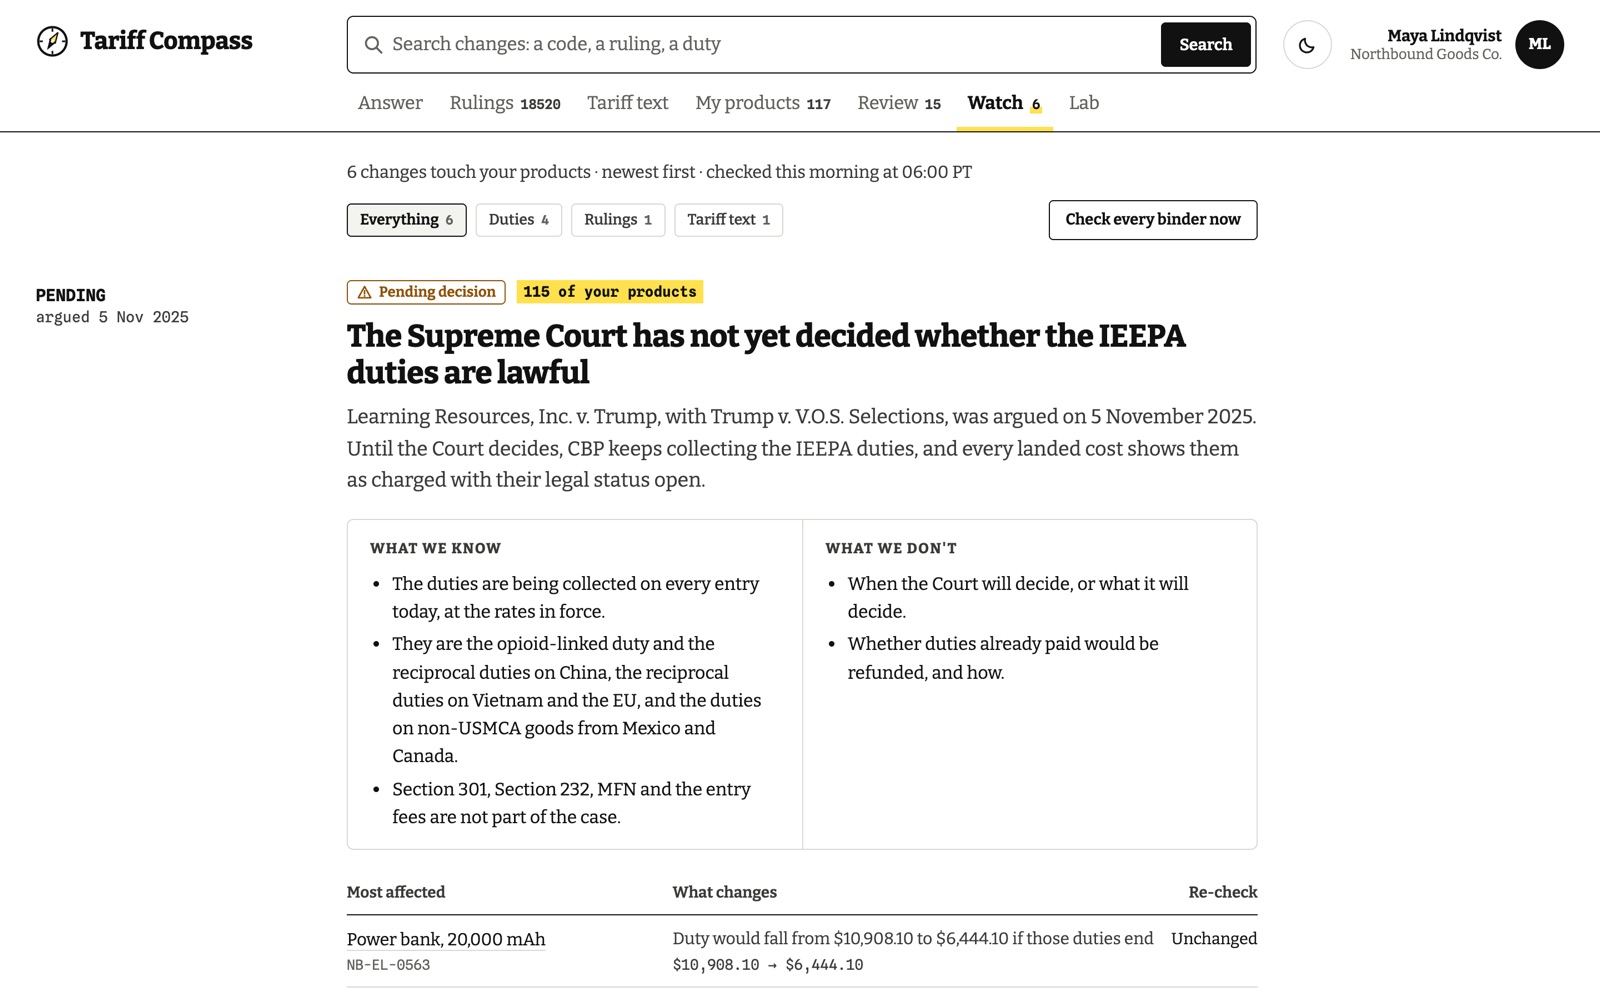 Tariff Compass
Search changes: a code, a ruling, a duty
Search
Maya Lindqvist
Northbound Goods Co.
ML
Answer
Rulings 18520
Tariff text
My products 117
Review 15
Watch 6
Lab
6 changes touch your products · newest first · checked this morning at 06:00 PT
Everything 6
Duties 4
Rulings 1
Tariff text 1
Check every binder now
PENDING
argued 5 Nov 2025
Pending decision
115 of your products
The Supreme Court has not yet decided whether the IEEPA
duties are lawful
Learning Resources, Inc. v. Trump, with Trump v. V.O.S. Selections, was argued on 5 November 2025.
Until the Court decides, CBP keeps collecting the IEEPA duties, and every landed cost shows them
as charged with their legal status open.
WHAT WE KNOW
• The duties are being collected on every entry
today, at the rates in force.
• They are the opioid-linked duty and the
reciprocal duties on China, the reciprocal
duties on Vietnam and the EU, and the duties
on non-USMCA goods from Mexico and
Canada.
• Section 301, Section 232, MFN and the entry
fees are not part of the case.
WHAT WE DON'T
• When the Court will decide, or what it will
decide.
• Whether duties already paid would be
refunded, and how.
Most affected
What changes
Re-check
Power bank, 20,000 mAh
NB-EL-0563
Duty would fall from $10,908.10 to $6,444.10 if those duties end
$10,908.10 → $6,444.10
Unchanged